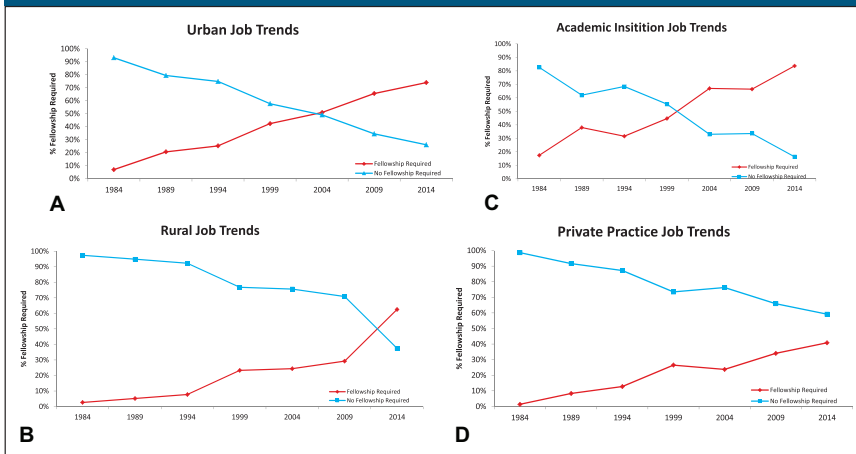 Urban Job Trends
% Fellowship Required
100%
90%
80%
70%
60%
50%
40%
30%
20%
10%
0%
1984 1989 1994 1999 2004 2009 2014
Fellowship Required
No Fellowship Required
A
Academic Insitition Job Trends
% Fellowship Required
100%
90%
80%
70%
60%
50%
40%
30%
20%
10%
0%
1984 1989 1994 1999 2004 2009 2014
Fellowship Required
No Fellowship Required
C
Rural Job Trends
% Fellowship Required
100%
90%
80%
70%
60%
50%
40%
30%
20%
10%
0%
1984 1989 1994 1999 2004 2009 2014
Fellowship Required
No Fellowship Required
B
Private Practice Job Trends
% Fellowship Required
100%
90%
80%
70%
60%
50%
40%
30%
20%
10%
0%
1984 1989 1994 1999 2004 2009 2014
Fellowship Required
No Fellowship Required
D